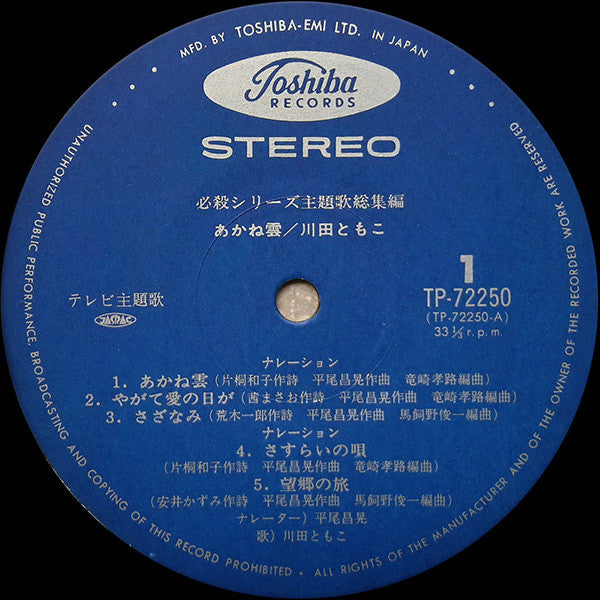 MFD. BY TOSHIBA-EMI LTD. IN JAPAN
Toshiba
RECORDS
STEREO
必殺シリーズ主題歌総集編
あかね雲／川田ともこ
1
テレビ主題歌
TP-72250
JASRAC
(TP-72250-A)
33 ⅓ r.p.m.
ナレーション
1. あかね雲(片桐和子作詩 平尾昌晃作曲 竜崎孝路編曲)
2. やがて愛の日が(茜まさお作詩 平尾昌晃作曲 竜崎孝路編曲)
3. さざなみ(荒木一郎作詩 平尾昌晃作曲 馬飼野俊一編曲)
ナレーション
4. さすらいの唄
(片桐和子作詩 平尾昌晃作曲 竜崎孝路編曲)
5. 望郷の旅
(安井かずみ作詩 平尾昌晃作曲 馬飼野俊一編曲)
ナレーター) 平尾昌晃
歌) 川田ともこ
UNAUTHORIZED PUBLIC PERFORMANCE, BROADCASTING AND COPYING OF THIS RECORD PROHIBITED • ALL RIGHTS OF THE MANUFACTURER AND OF THE OWNER OF THE RECORDED WORK ARE RESERVED